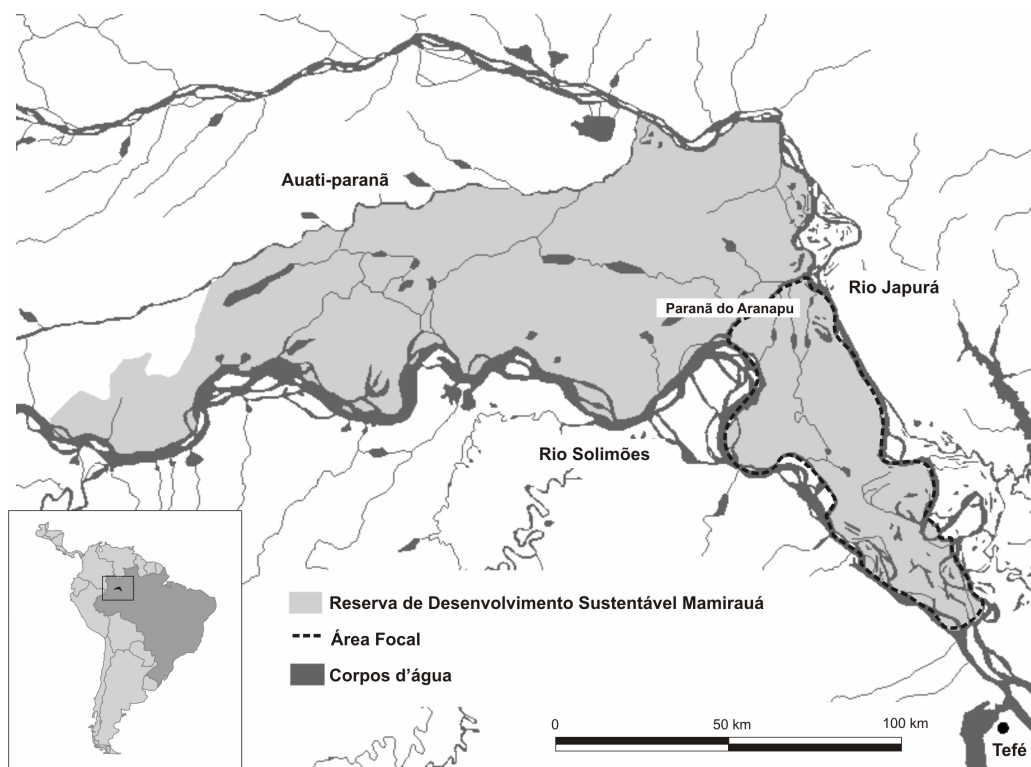 Auati-paranã
Rio Japurá
Paranã do Aranapu
Rio Solimões
Reserva de Desenvolvimento Sustentável Mamirauá
Área Focal
Corpos d’água
0 50 km 100 km
Tefé